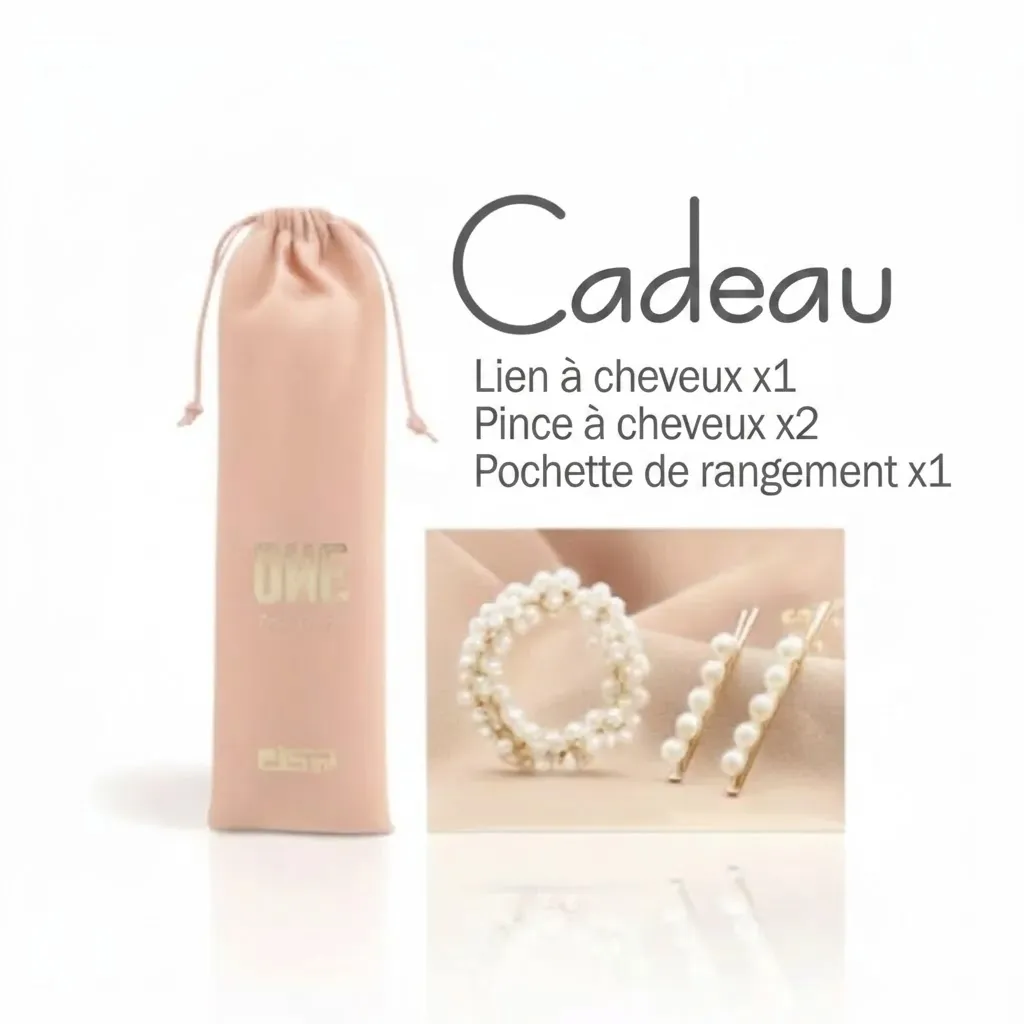 Cadeau
Lien à cheveux x1
Pince à cheveux x2
Pochette de rangement x1